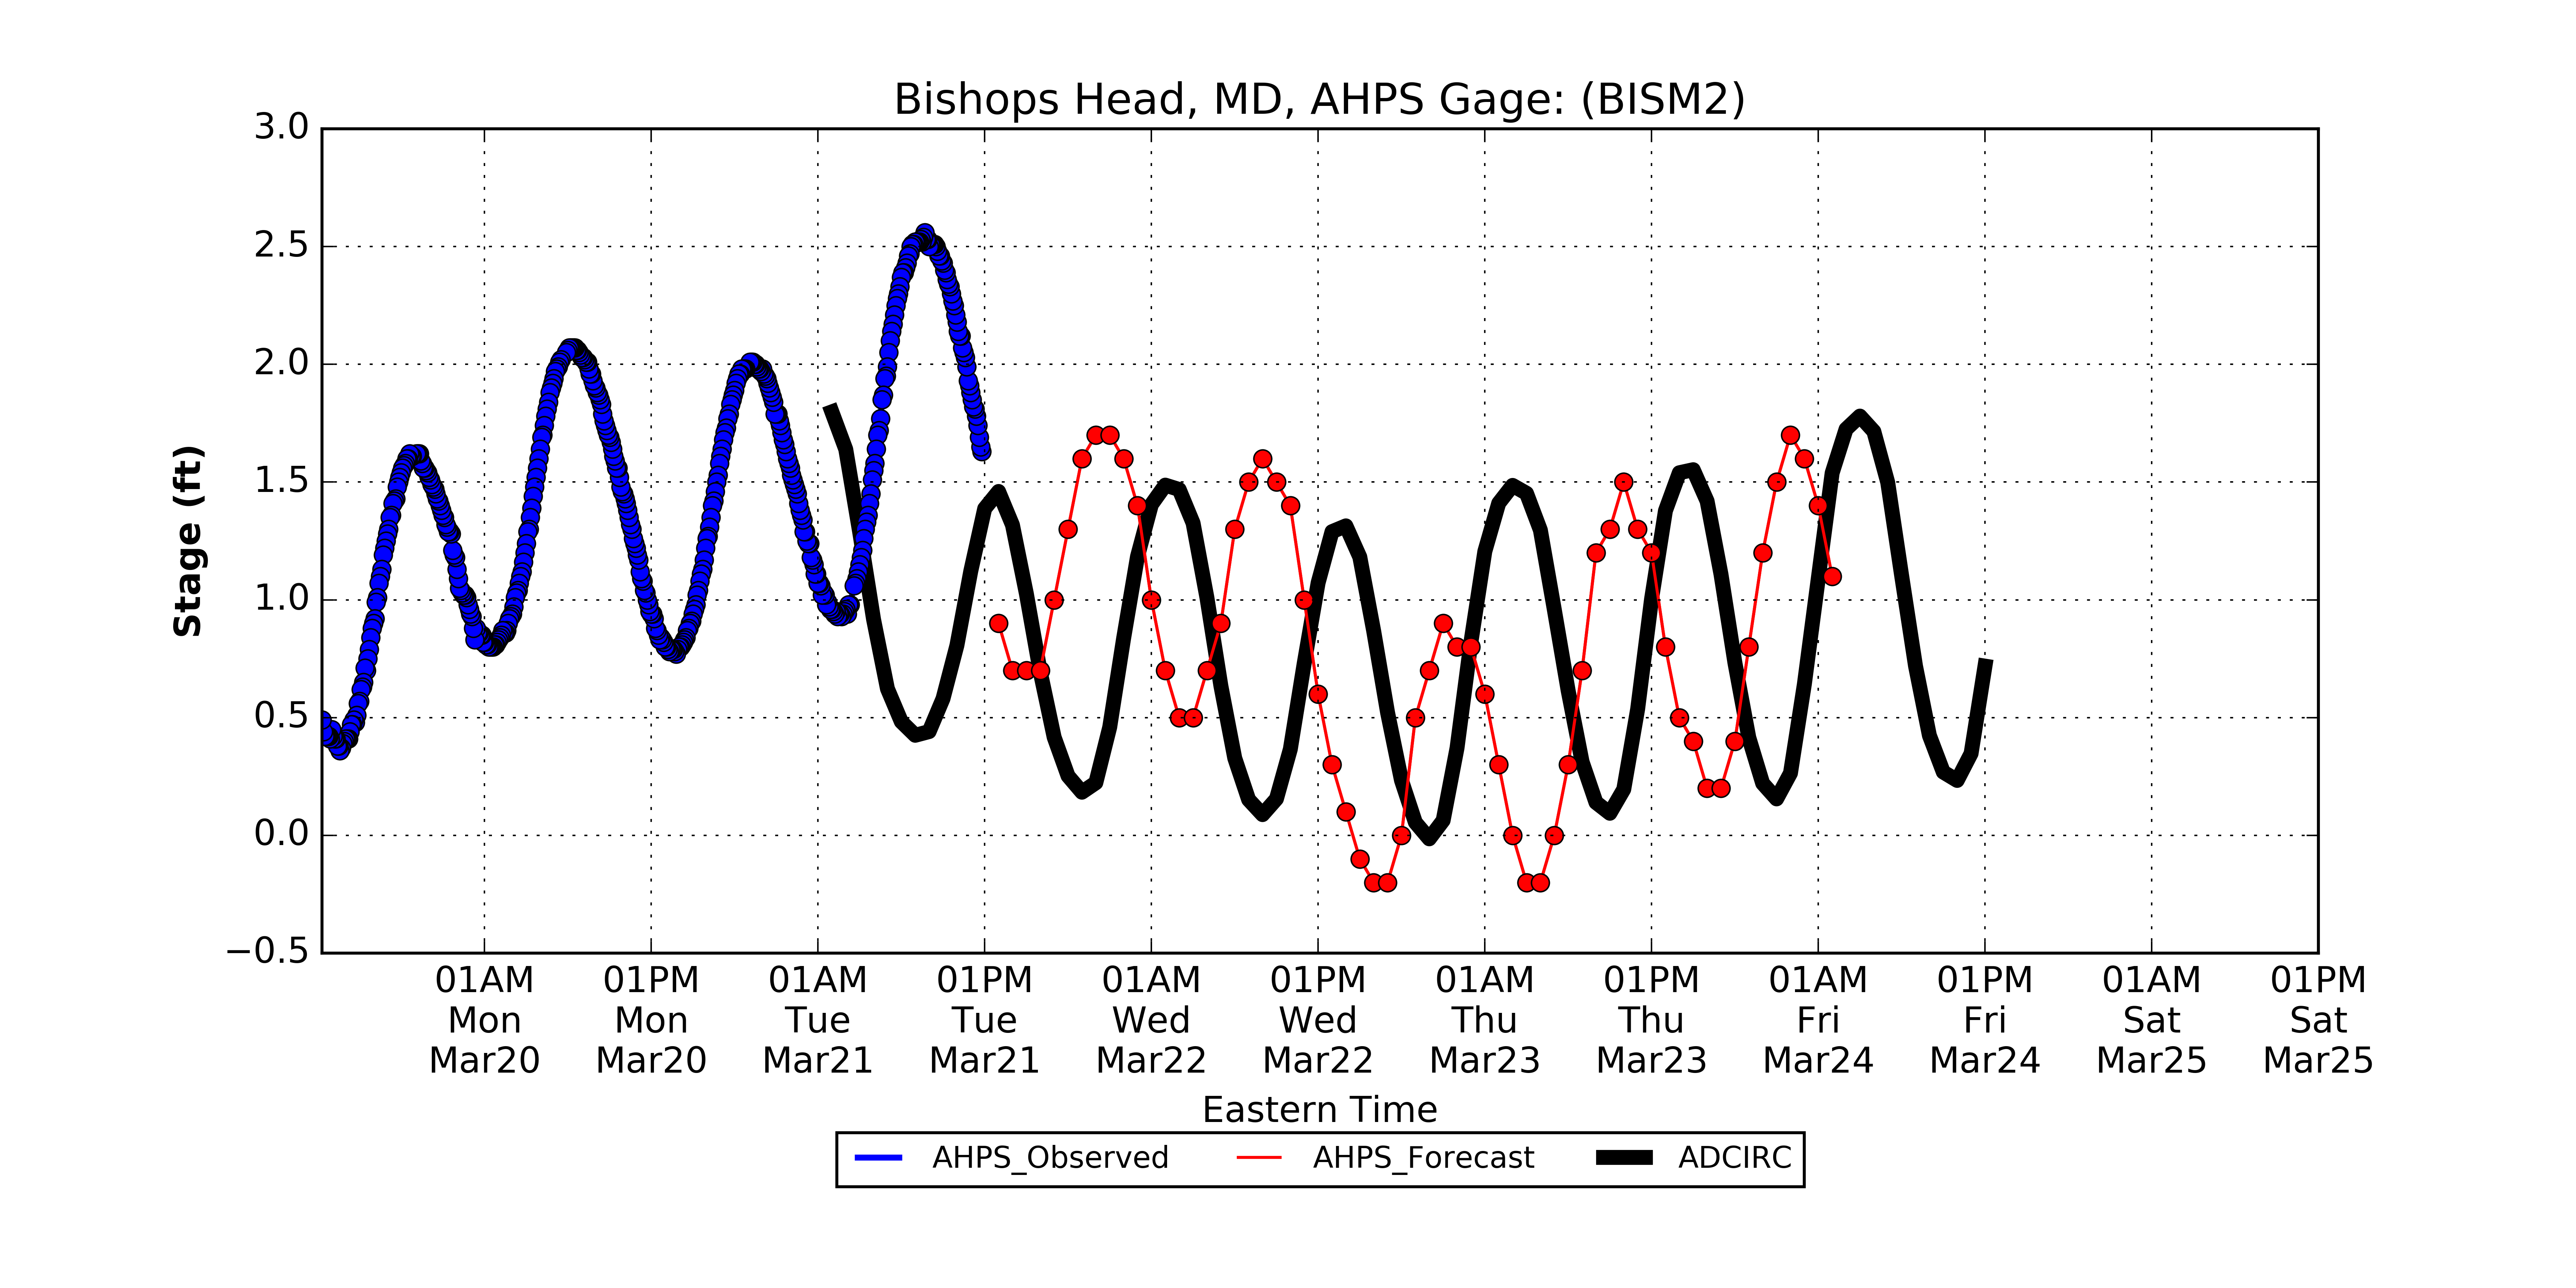 Bishops Head, MD, AHPS Gage: (BISM2)
3.0
2.5
2.0
1.5
1.0
0.5
0.0
−0.5
Stage (ft)
01AM 01PM 01AM 01PM 01AM 01PM 01AM 01PM 01AM 01PM 01AM 01PM
Mon Mon Tue Tue Wed Wed Thu Thu Fri Fri Sat Sat
Mar20 Mar20 Mar21 Mar21 Mar22 Mar22 Mar23 Mar23 Mar24 Mar24 Mar25 Mar25
Eastern Time
AHPS_Observed AHPS_Forecast ADCIRC